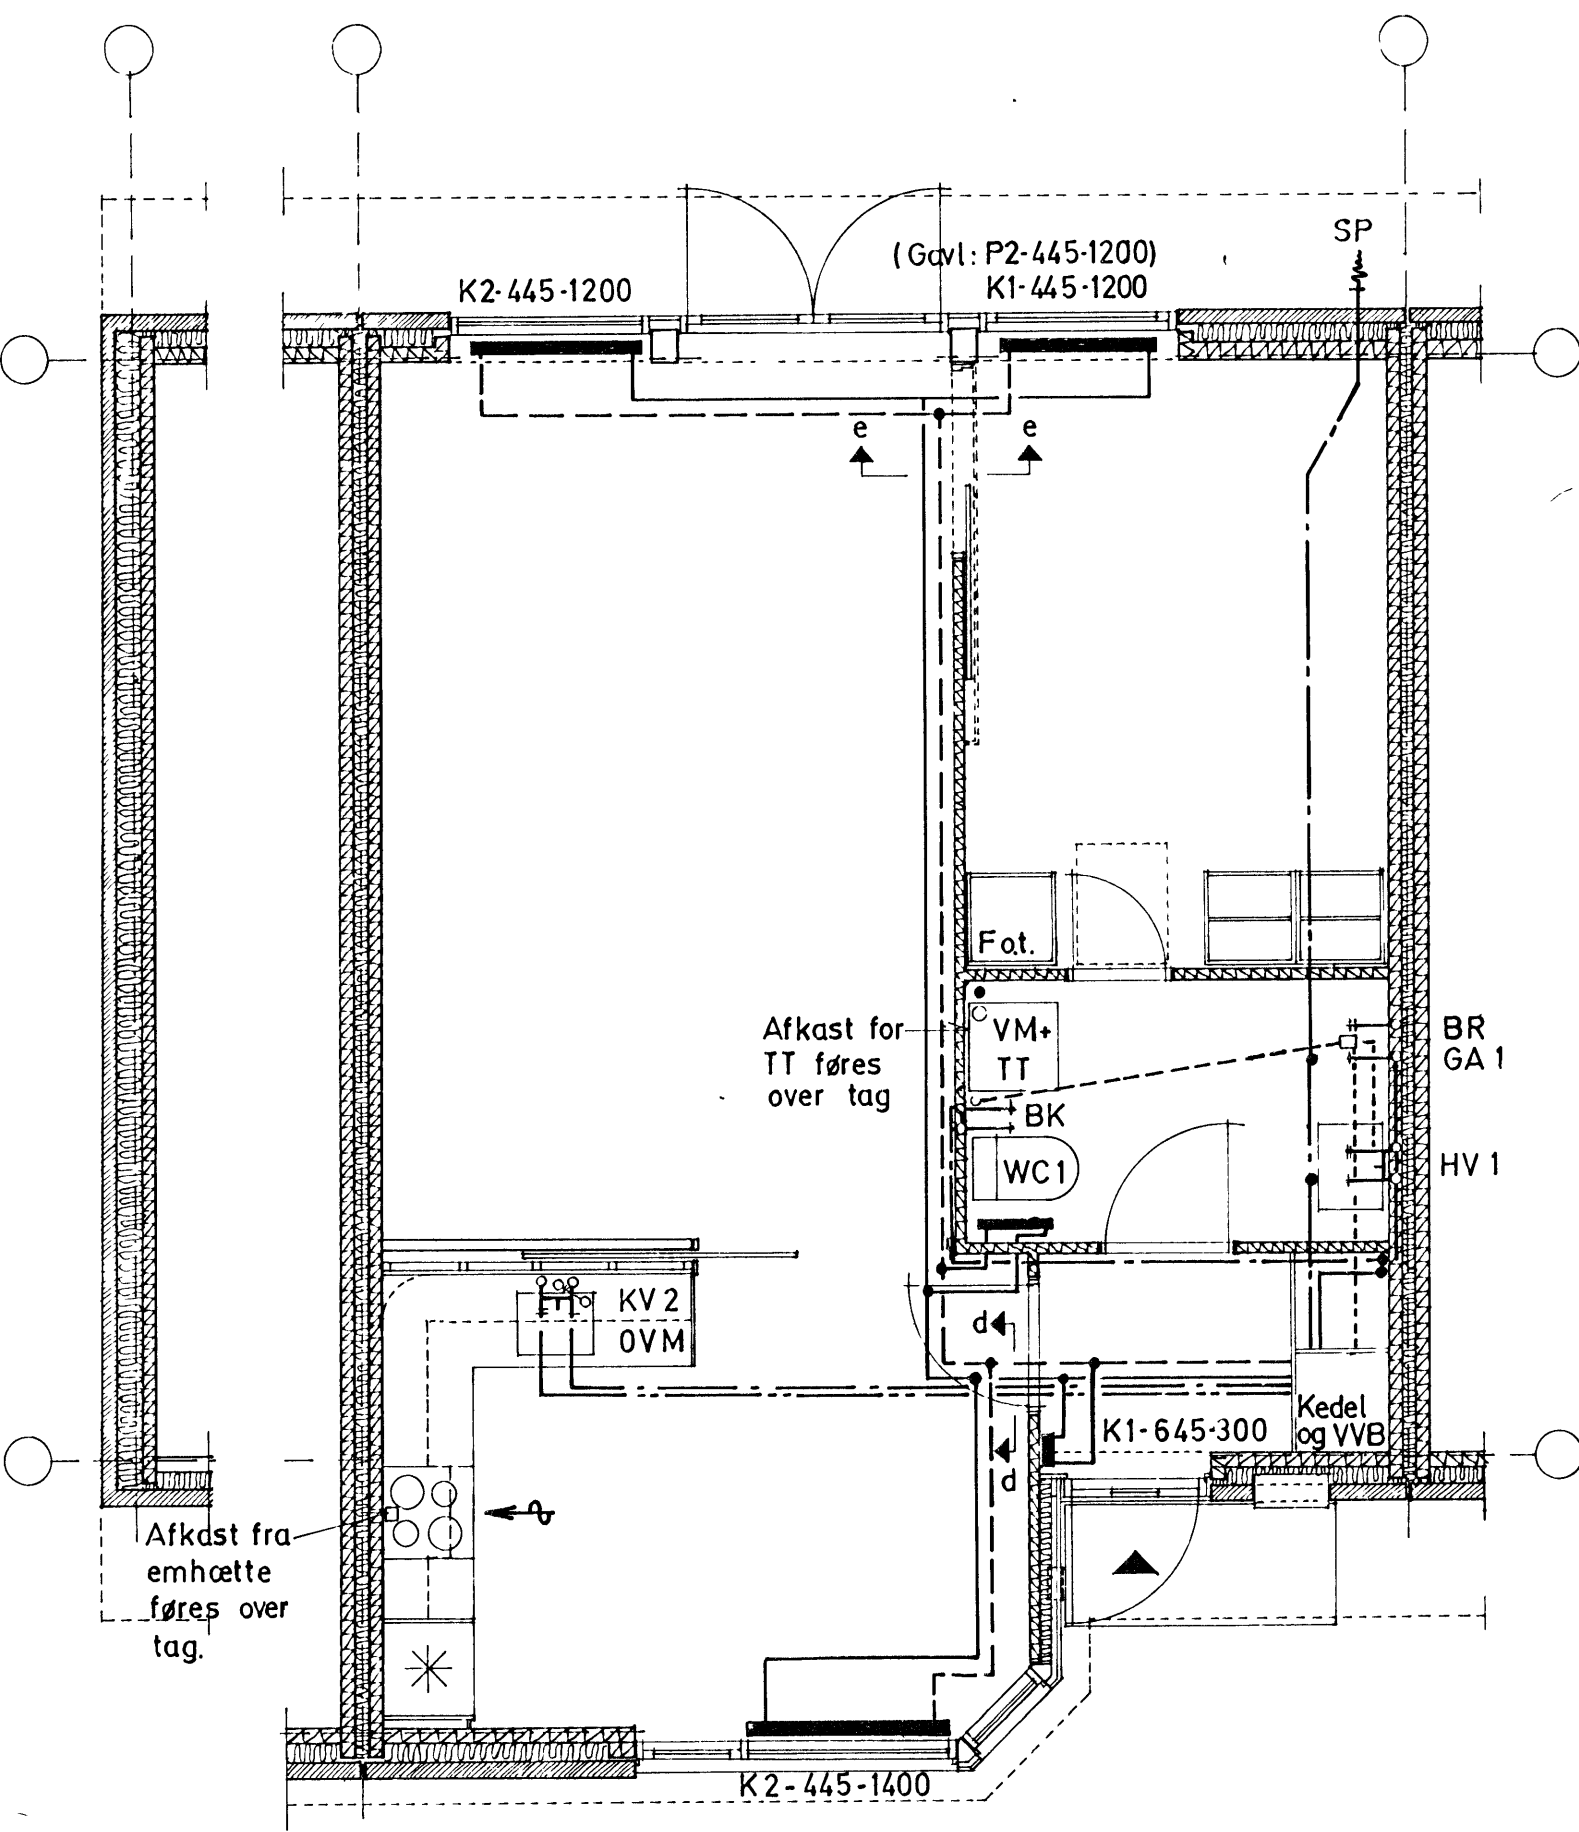 SP
(Gavl: P2-445-1200)
K2-445-1200
K1-445-1200
e
e
Fo.t.
Afkast for
TT føres
over tag
VM+
TT
BR
GA 1
BK
WC1
HV 1
KV 2
OVM
d
Kedel
og VVB
K1-645-300
d
Afkast fra
emhætte
føres over
tag.
K2-445-1400